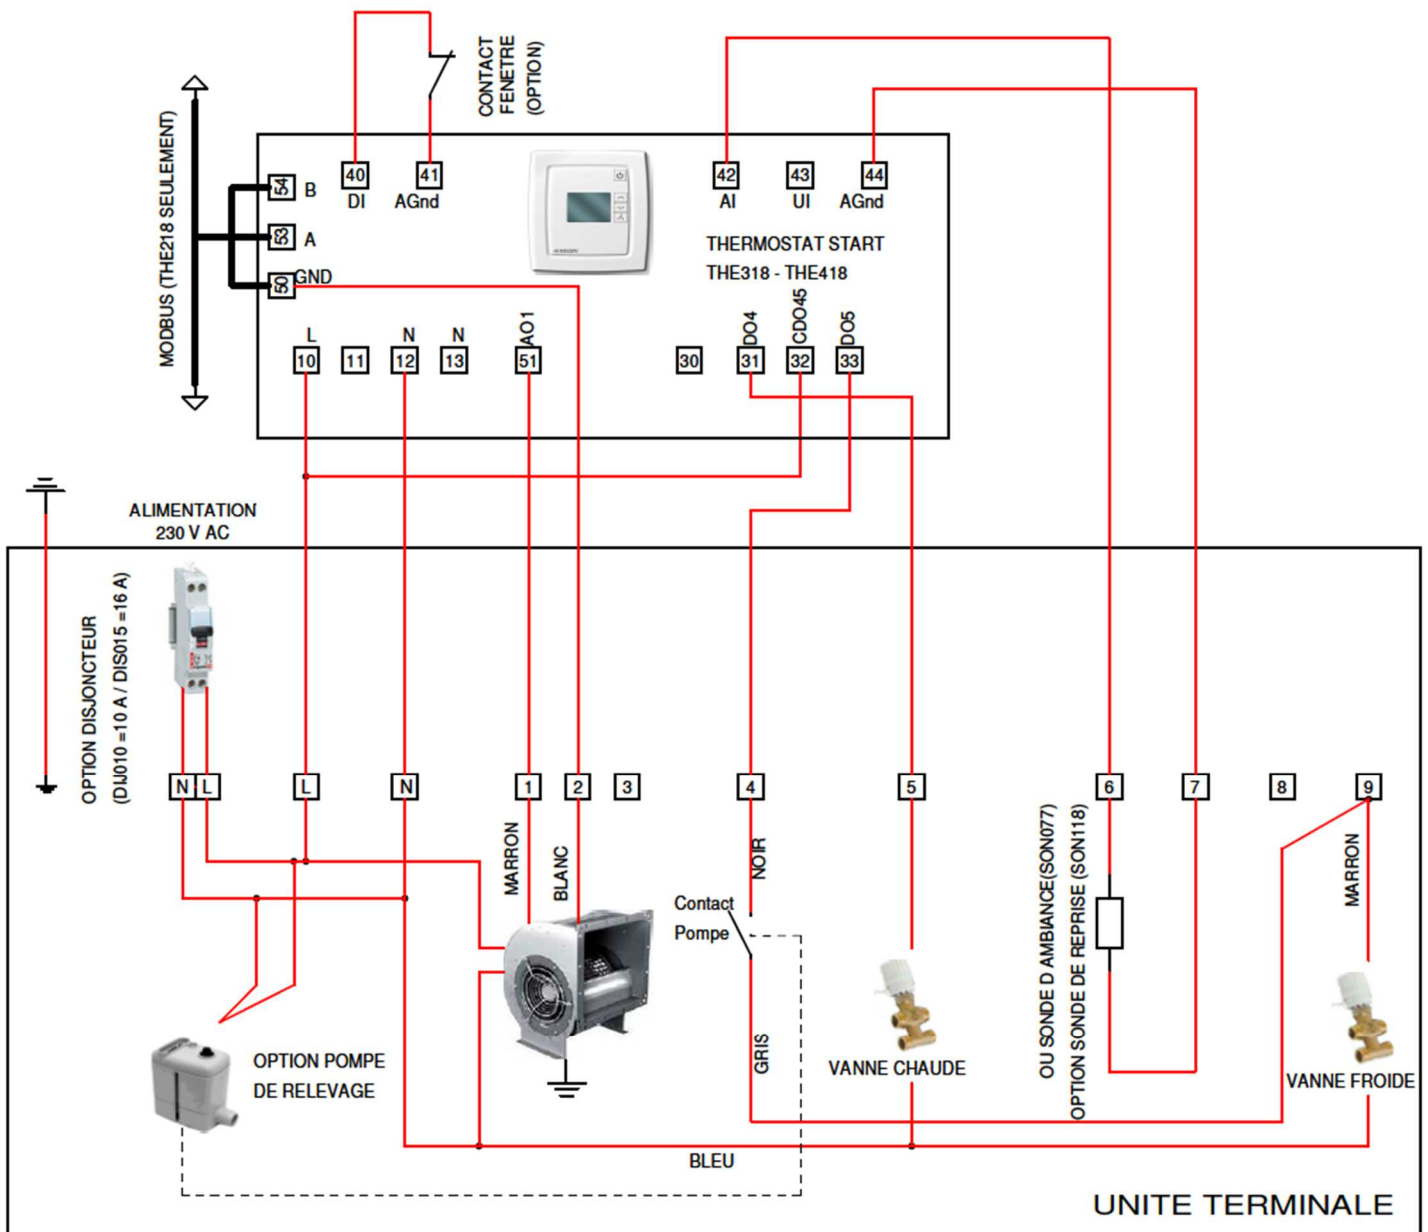 CONTACT
FENETRE
(OPTION)
MODBUS (THE218 SEULEMENT)
54 B
53 A
50 GND
40 41 42 43 44
DI AGnd AI UI AGnd
THERMOSTAT START
THE318 - THE418
L N N AO1 DO4 CDO45 DO5
10 11 12 13 51 30 31 32 33
ALIMENTATION
230 V AC
OPTION DISJONCTEUR
(DIJ010 =10 A / DIS015 =16 A)
N L L N 1 2 3 4 5 6 7 8 9
MARRON
BLANC
NOIR
MARRON
Contact
Pompe
GRIS
OU SONDE D AMBIANCE(SON077)
OPTION SONDE DE REPRISE (SON118)
OPTION POMPE
DE RELEVAGE
VANNE CHAUDE
VANNE FROIDE
BLEU
UNITE TERMINALE